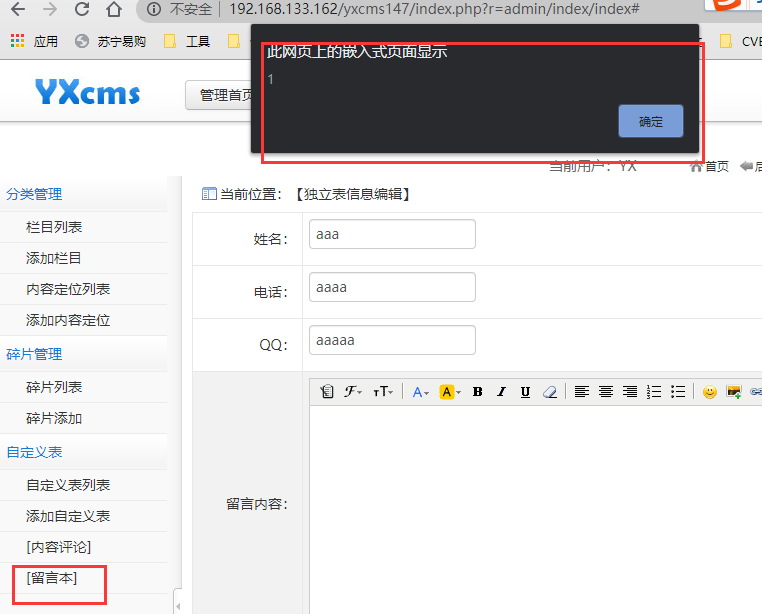 不安全 | 192.168.133.162/yxcms147/index.php?r=admin/index/index#
应用 苏宁易购 工具 CVE
此网页上的嵌入式页面显示
1
确定
YXcms 管理首页
当前用户：YX 首页 后
分类管理
栏目列表
添加栏目
内容定位列表
添加内容定位
碎片管理
碎片列表
碎片添加
自定义表
自定义表列表
添加自定义表
[内容评论]
[留言本]
当前位置：【独立表信息编辑】
姓名： aaa
电话： aaaa
QQ： aaaaa
留言内容：